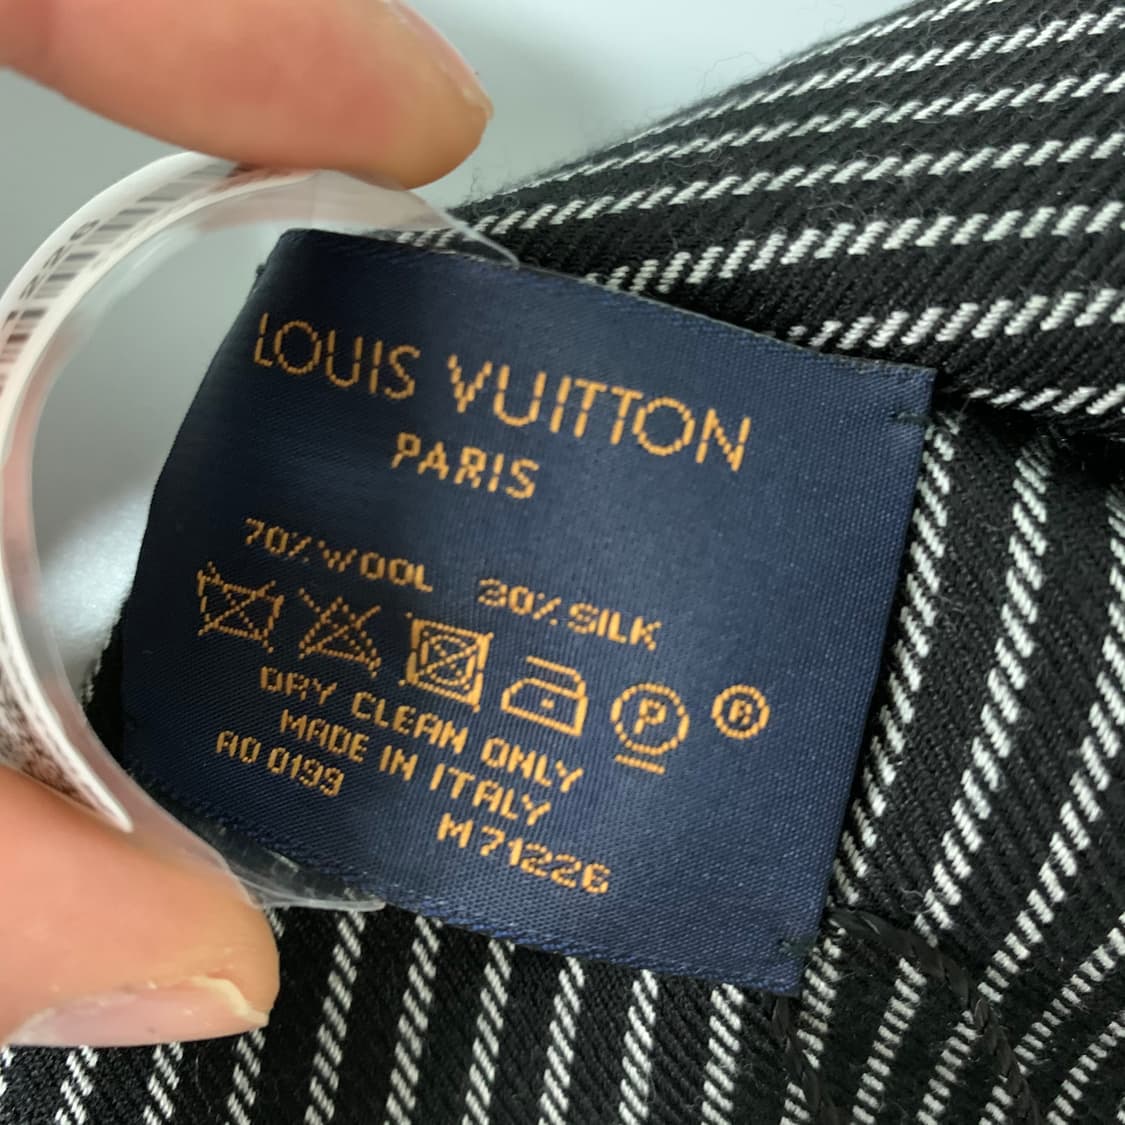 LOUIS VUITTON
PARIS
70% WOOL 30% SILK
P ®
DRY CLEAN ONLY
MADE IN ITALY
AO 0199
M71226